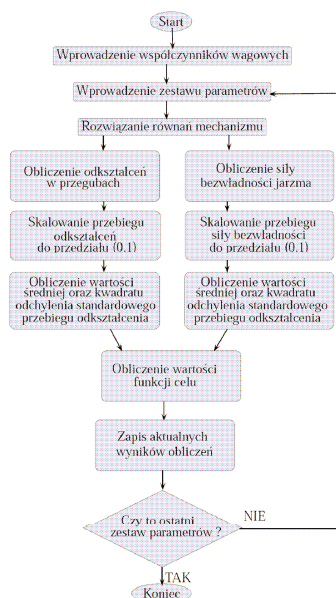 Start
Wprowadzenie współczynników wagowych
Wprowadzenie zestawu parametrów
Rozwiązanie równań mechanizmu
Obliczenie odkształceń
w przegubach
Obliczenie siły
bezwładności jarzma
Skalowanie przebiegu
odkształceń
do przedziału (0.1)
Skalowanie przebiegu
siły bezwładności
do przedziału (0.1)
Obliczenie wartości
średniej oraz kwadratu
odchylenia standardowego
przebiegu odkształcenia
Obliczenie wartości
średniej oraz kwadratu
odchylenia standardowego
przebiegu odkształcenia
Obliczenie wartości
funkcji celu
Zapis aktualnych
wyników obliczeń
Czy to ostatni
zestaw parametrów ?
NIE
TAK
Koniec